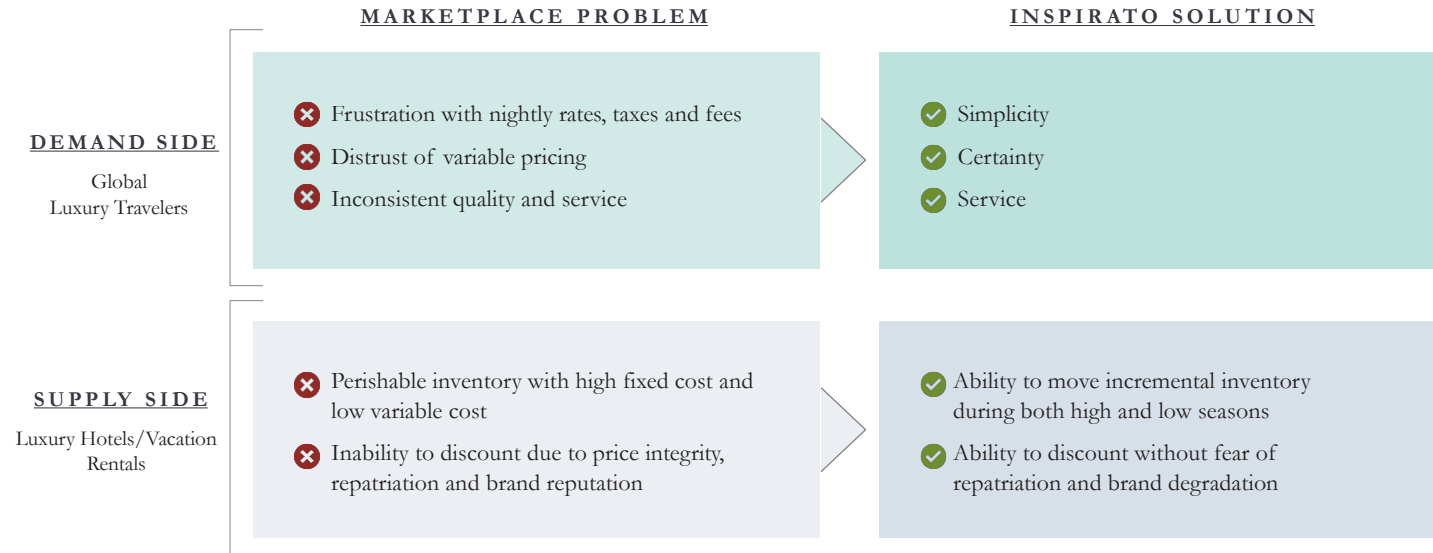 MARKETPLACE PROBLEM
INSPIRATO SOLUTION
DEMAND SIDE
Global
Luxury Travelers
Frustration with nightly rates, taxes and fees
Distrust of variable pricing
Inconsistent quality and service
Simplicity
Certainty
Service
SUPPLY SIDE
Luxury Hotels/Vacation
Rentals
Perishable inventory with high fixed cost and
low variable cost
Inability to discount due to price integrity,
repatriation and brand reputation
Ability to move incremental inventory
during both high and low seasons
Ability to discount without fear of
repatriation and brand degradation